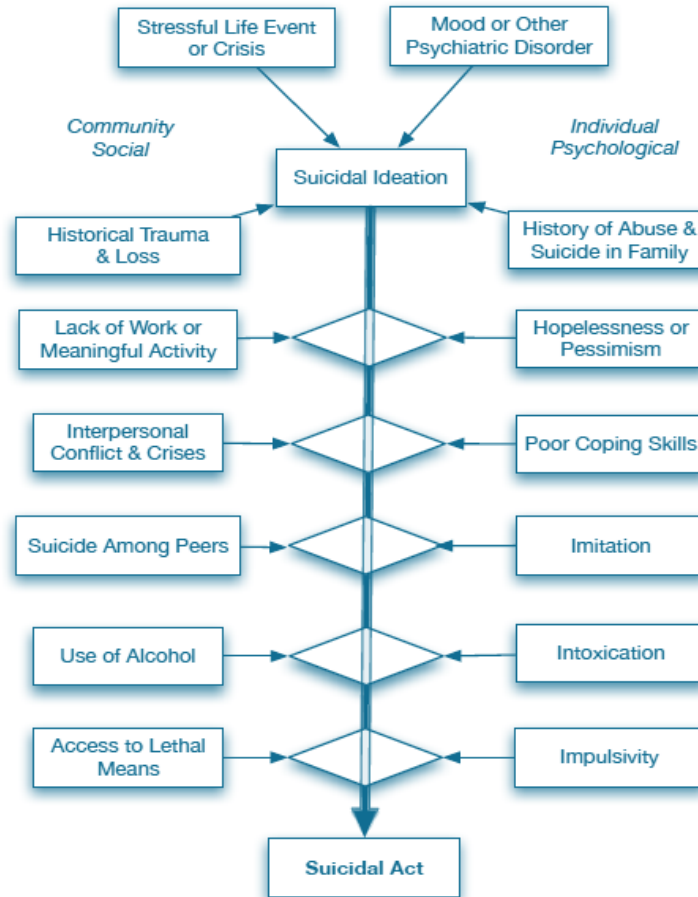 Stressful Life Event
or Crisis
Mood or Other
Psychiatric Disorder
Community
Social
Individual
Psychological
Suicidal Ideation
Historical Trauma
& Loss
History of Abuse &
Suicide in Family
Lack of Work or
Meaningful Activity
Hopelessness or
Pessimism
Interpersonal
Conflict & Crises
Poor Coping Skills
Suicide Among Peers
Imitation
Use of Alcohol
Intoxication
Access to Lethal
Means
Impulsivity
Suicidal Act